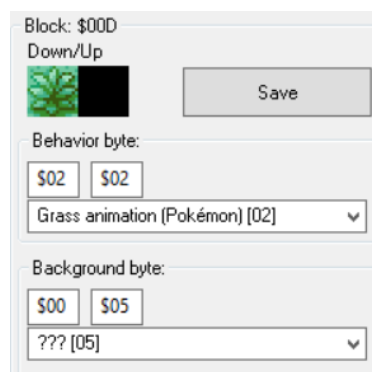 Block: $00D
Down/Up
Save
Behavior byte:
$02 $02
Grass animation (Pokémon) [02]
Background byte:
$00 $05
??? [05]